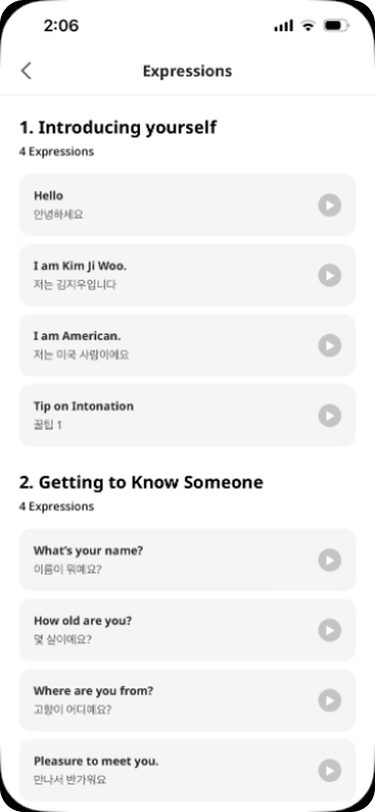 2:06
Expressions
1. Introducing yourself
4 Expressions
Hello
안녕하세요
I am Kim Ji Woo.
저는 김지우입니다
I am American.
저는 미국 사람이에요
Tip on Intonation
꿀팁 1
2. Getting to Know Someone
4 Expressions
What's your name?
이름이 뭐예요?
How old are you?
몇 살이에요?
Where are you from?
고향이 어디예요?
Pleasure to meet you.
만나서 반가워요